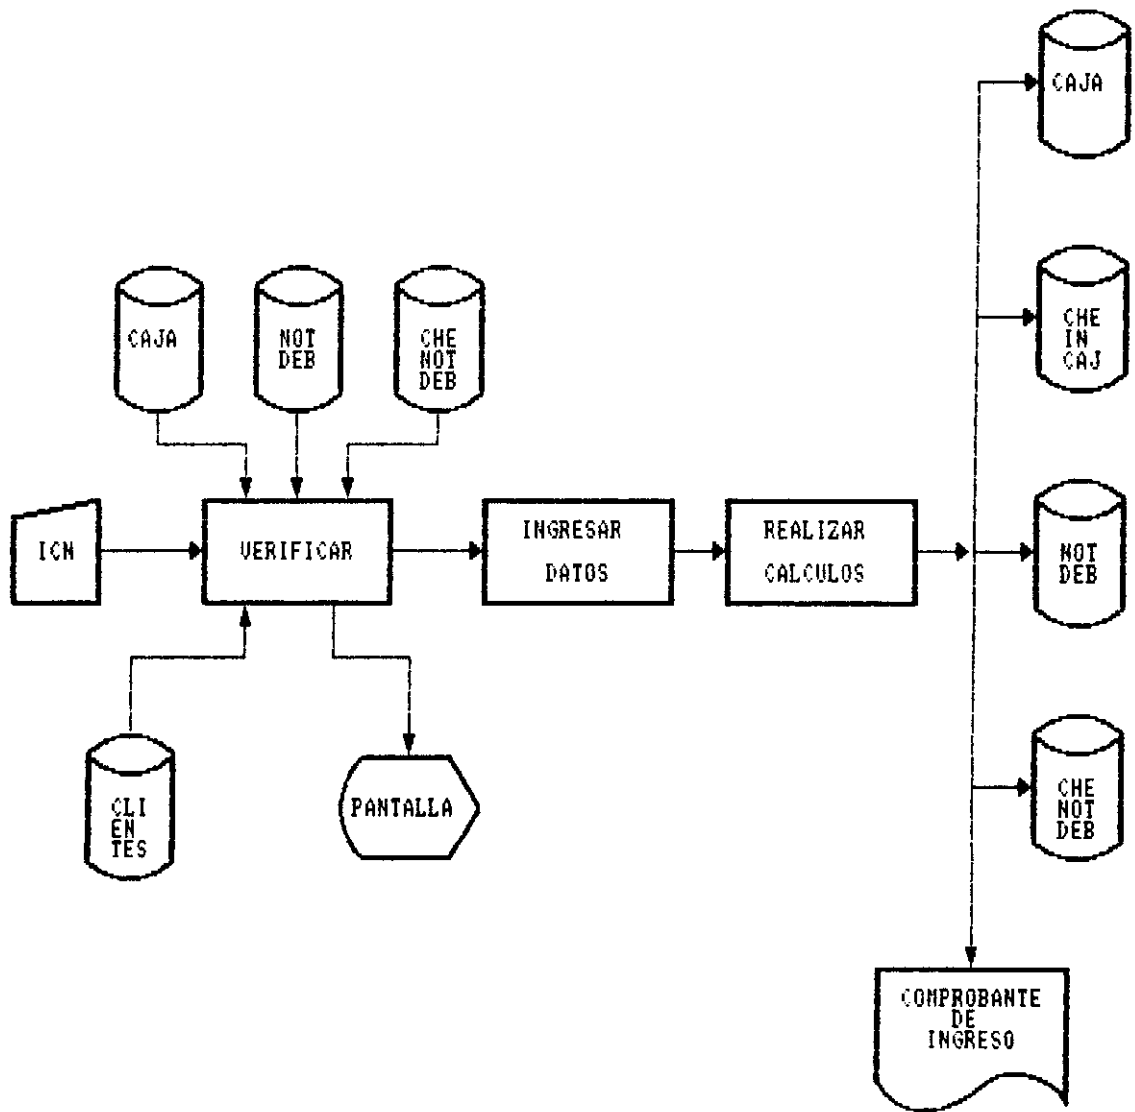 CAJA
CHE
IN
CAJ
CAJA
NOT
DEB
CHE
NOT
DEB
ICN
VERIFICAR
INGRESAR
DATOS
REALIZAR
CALCULOS
NOT
DEB
CLI
EN
TES
PANTALLA
CHE
NOT
DEB
COMPROBANTE
DE
INGRESO